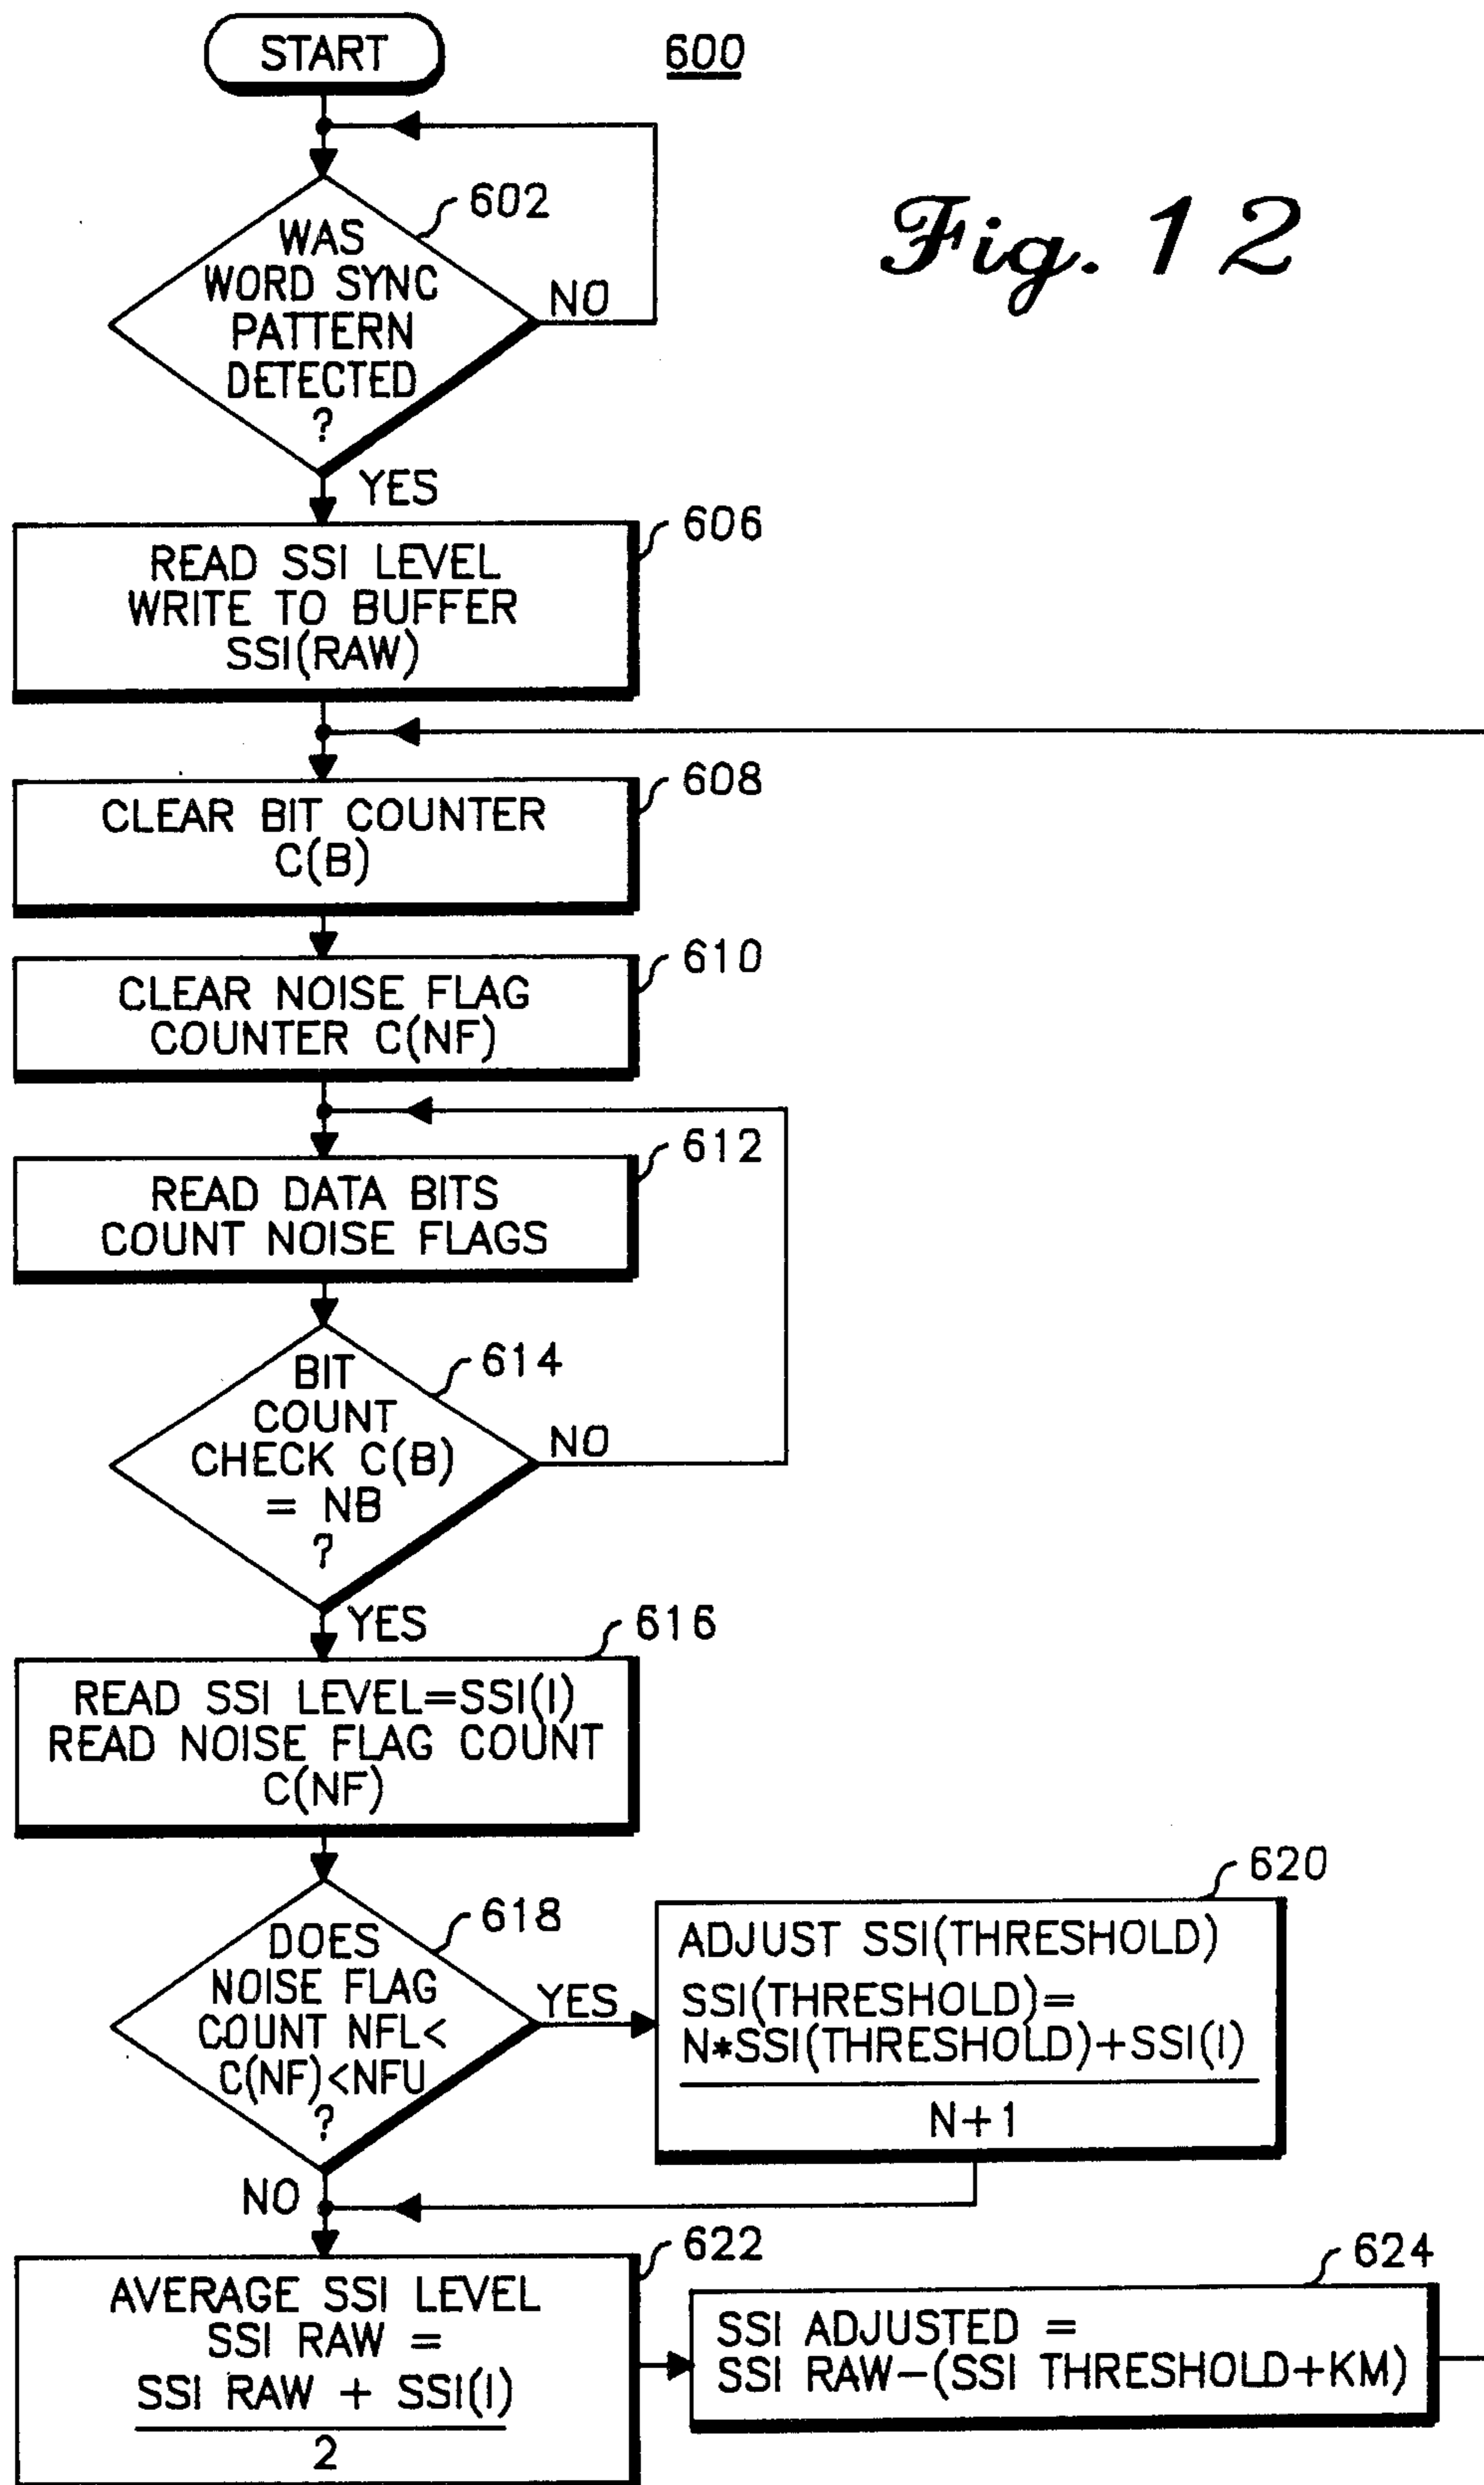 START
600
Fig. 12
602
WAS
WORD SYNC
PATTERN
DETECTED
?
NO
YES
606
READ SSI LEVEL
WRITE TO BUFFER
SSI(RAW)
608
CLEAR BIT COUNTER
C(B)
610
CLEAR NOISE FLAG
COUNTER C(NF)
612
READ DATA BITS
COUNT NOISE FLAGS
614
BIT
COUNT
CHECK C(B)
= NB
?
NO
YES
616
READ SSI LEVEL=SSI(I)
READ NOISE FLAG COUNT
C(NF)
618
DOES
NOISE FLAG
COUNT NFL<
C(NF)<NFU
?
YES
NO
620
ADJUST SSI(THRESHOLD)
SSI(THRESHOLD)=
N*SSI(THRESHOLD)+SSI(I)
N+1
622
AVERAGE SSI LEVEL
SSI RAW =
SSI RAW + SSI(I)
2
624
SSI ADJUSTED =
SSI RAW-(SSI THRESHOLD+KM)